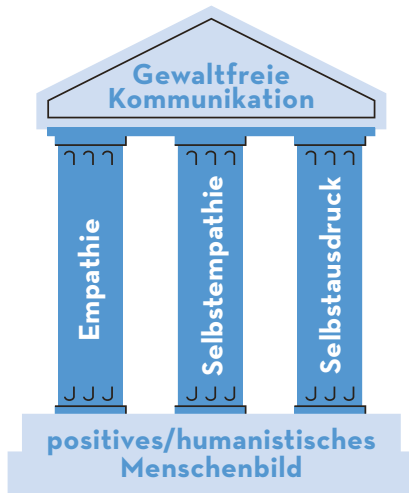 Gewaltfreie
Kommunikation
Empathie
Selbstempathie
Selbstausdruck
positives/humanistisches
Menschenbild